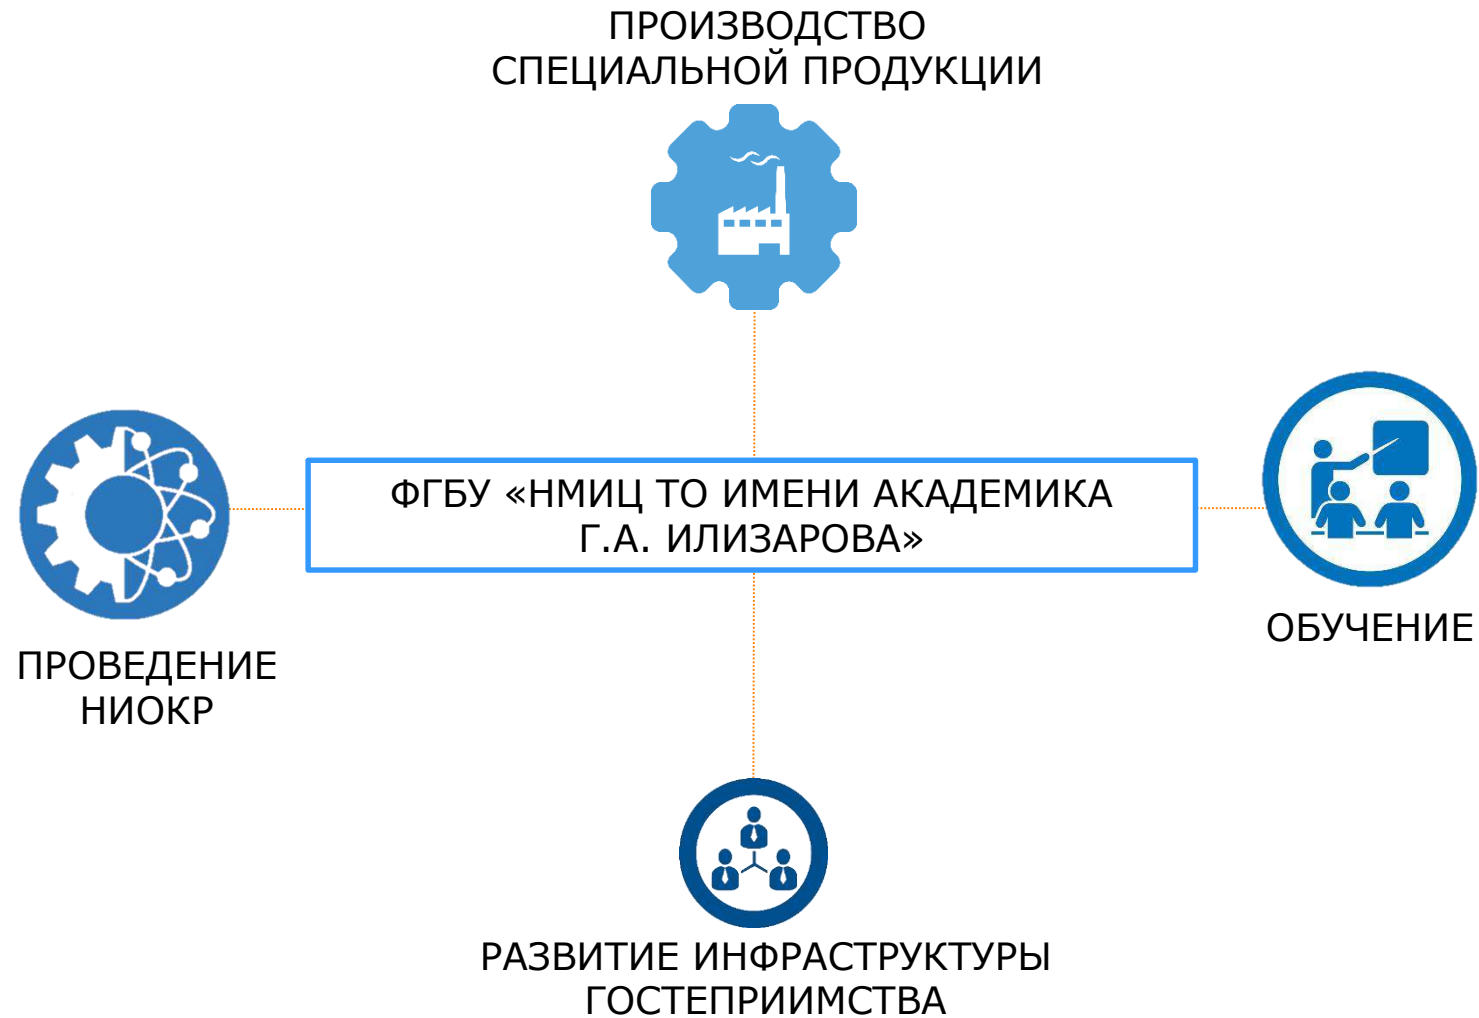 ПРОИЗВОДСТВО
СПЕЦИАЛЬНОЙ ПРОДУКЦИИ
ФГБУ «НМИЦ ТО ИМЕНИ АКАДЕМИКА
Г.А. ИЛИЗАРОВА»
ОБУЧЕНИЕ
ПРОВЕДЕНИЕ
НИОКР
РАЗВИТИЕ ИНФРАСТРУКТУРЫ
ГОСТЕПРИИМСТВА